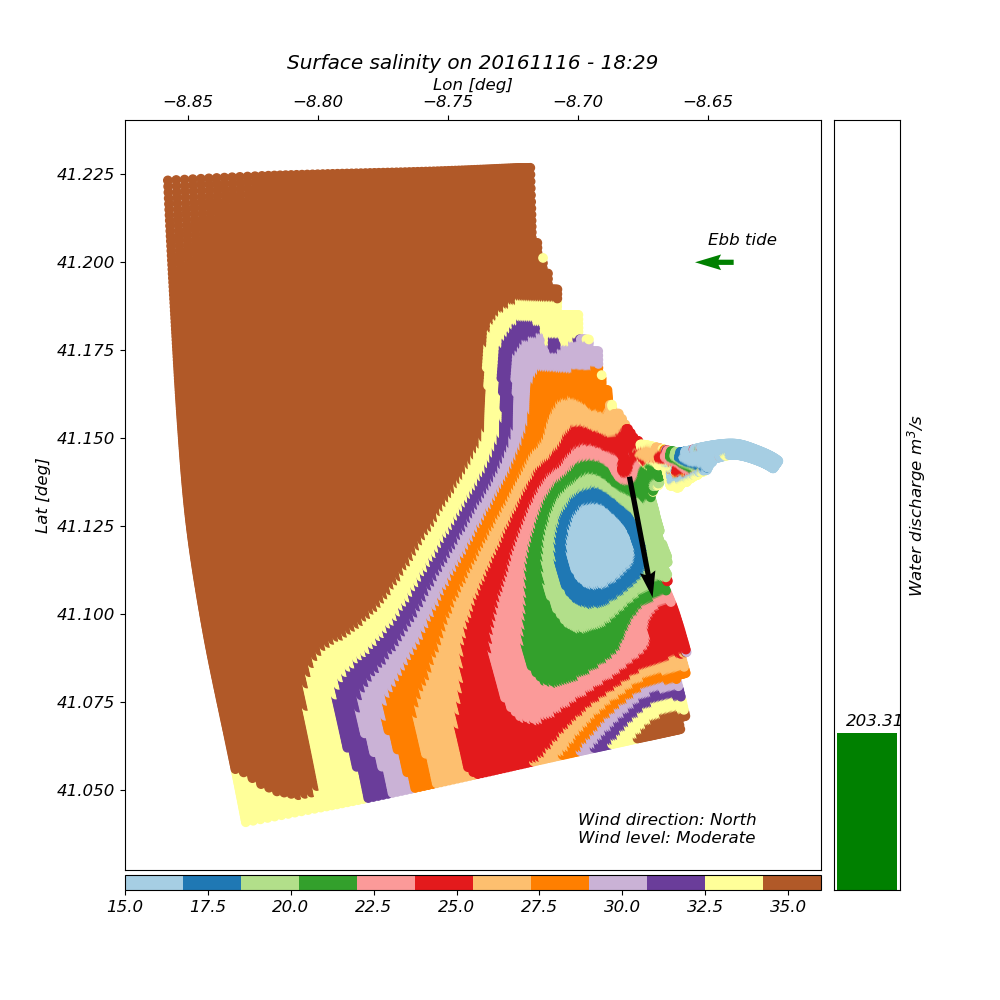 Surface salinity on 20161116 - 18:29
Lon [deg]
−8.85 −8.80 −8.75 −8.70 −8.65
41.225
41.200
41.175
41.150
41.125
41.100
41.075
41.050
Lat [deg]
Ebb tide
Wind direction: North
Wind level: Moderate
203.31
Water discharge m³/s
15.0 17.5 20.0 22.5 25.0 27.5 30.0 32.5 35.0